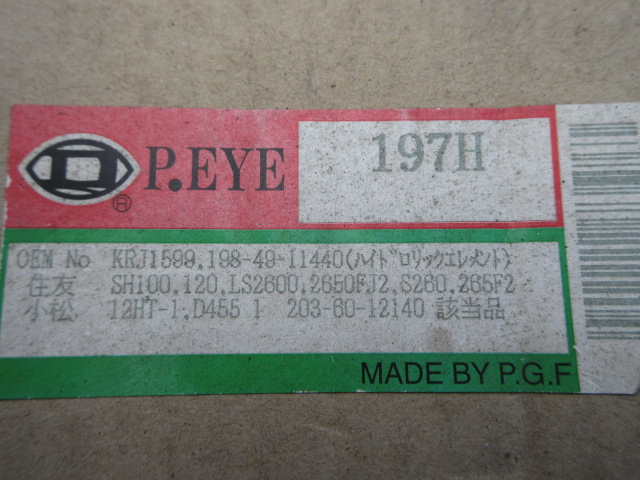 P.EYE
®
197H
OEM No KRJ1599,198-49-11440(ﾊｲﾄﾞﾛﾘｯｸｴﾚﾒﾝﾄ)
住友 SH100,120,LS2600,2650FJ2,S260,265F2
小松 12HT-1,D455 1 203-60-12140 該当品
MADE BY P.G.F